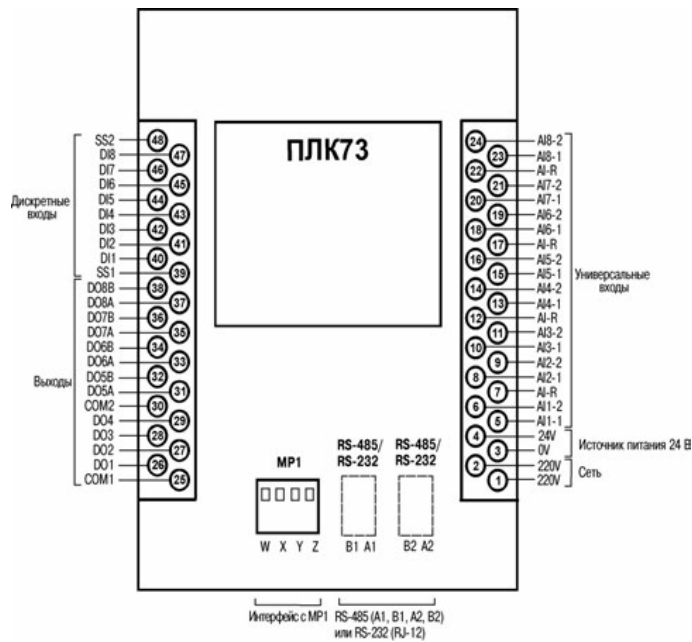 ПЛК73
SS2
48
DI8
47
DI7
46
DI6
45
DI5
44
DI4
43
DI3
42
DI2
41
DI1
40
SS1
39
Дискретные
входы
DO8B
38
DO8A
37
DO7B
36
DO7A
35
DO6B
34
DO6A
33
DO5B
32
DO5A
31
COM2
30
DO4
29
DO3
28
DO2
27
DO1
26
COM1
25
Выходы
24
AI8-2
23
AI8-1
22
AI-R
21
AI7-2
20
AI7-1
19
AI6-2
18
AI6-1
17
AI-R
16
AI5-2
15
AI5-1
14
AI4-2
13
AI4-1
12
AI-R
11
AI3-2
10
AI3-1
9
AI2-2
8
AI2-1
7
AI-R
6
AI1-2
5
AI1-1
Универсальные
входы
4
24V
3
0V
Источник питания 24 В
2
220V
1
220V
Сеть
МР1
W X Y Z
RS-485/
RS-232
B1 A1
RS-485/
RS-232
B2 A2
Интерфейс с МР1
RS-485 (A1, B1, A2, B2)
или RS-232 (RJ-12)